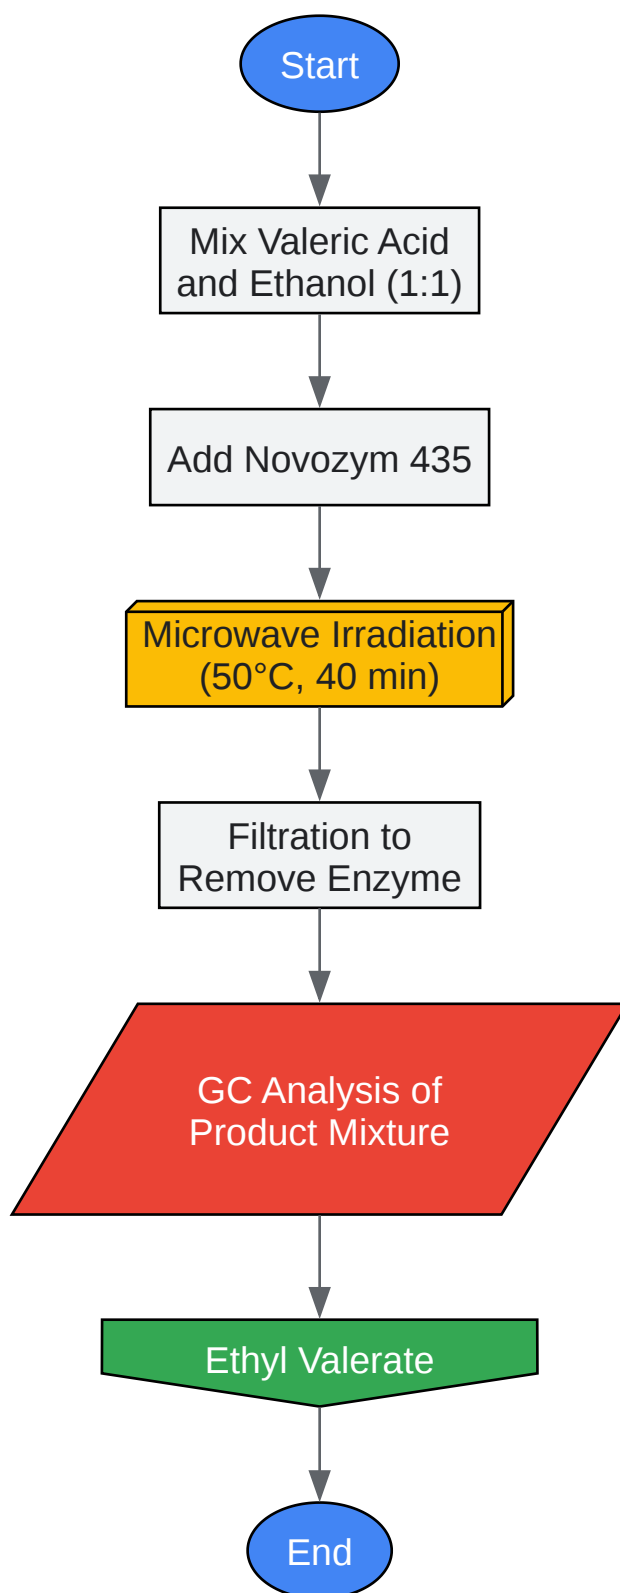 Start
Mix Valeric Acid
and Ethanol (1:1)
Add Novozym 435
Microwave Irradiation
(50°C, 40 min)
Filtration to
Remove Enzyme
GC Analysis of
Product Mixture
Ethyl Valerate
End